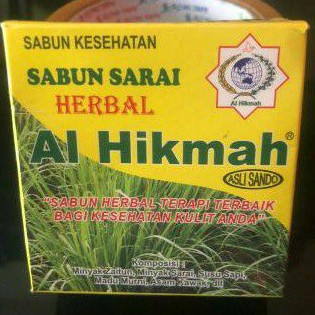 SABUN KESEHATAN
SABUN SARAI
HERBAL
Al Hikmah
Al Hikmah®
ASLI SANDO
"SABUN HERBAL TERAPI TERBAIK
BAGI KESEHATAN KULIT ANDA"
Komposisi :
Minyak Zaitun, Minyak Sarai, Susu Sapi,
Madu Murni, Asam Kawak, dll